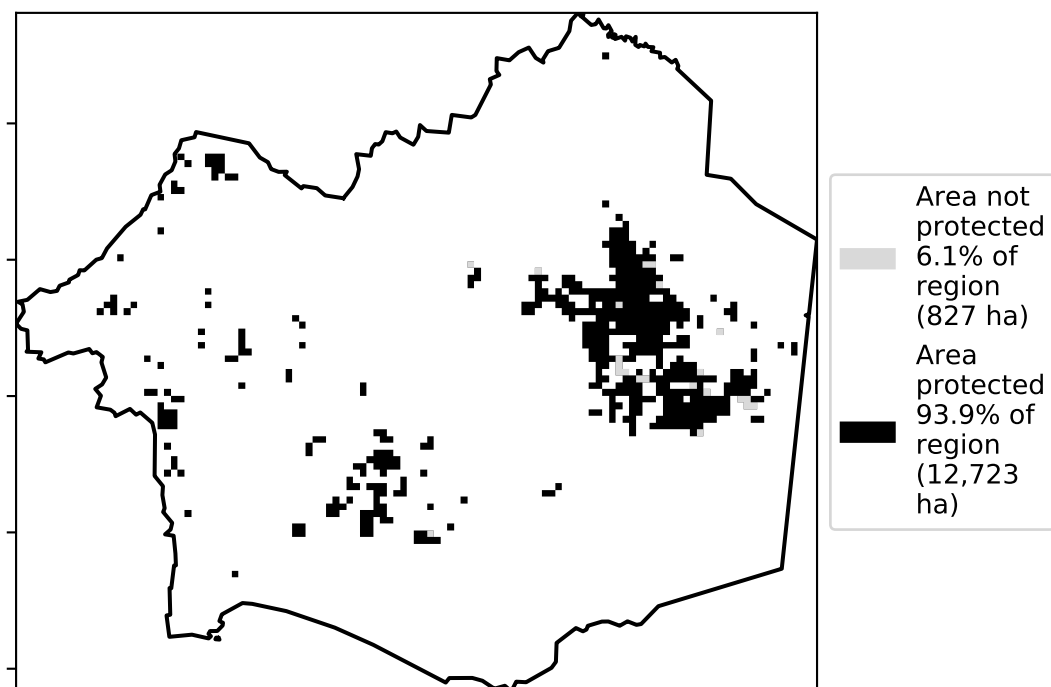 Area not
protected
6.1% of
region
(827 ha)
Area
protected
93.9% of
region
(12,723
ha)